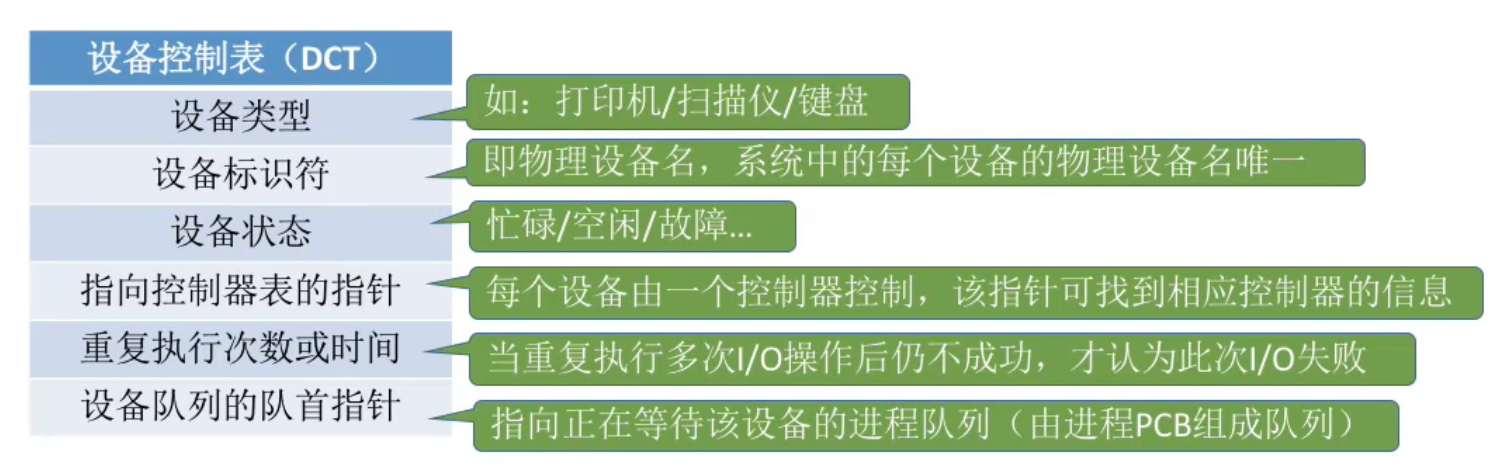 设备控制表（DCT）
设备类型
如：打印机/扫描仪/键盘
设备标识符
即物理设备名，系统中的每个设备的物理设备名唯一
设备状态
忙碌/空闲/故障...
指向控制器表的指针
每个设备由一个控制器控制，该指针可找到相应控制器的信息
重复执行次数或时间
当重复执行多次I/O操作后仍不成功，才认为此次I/O失败
设备队列的队首指针
指向正在等待该设备的进程队列（由进程PCB组成队列）